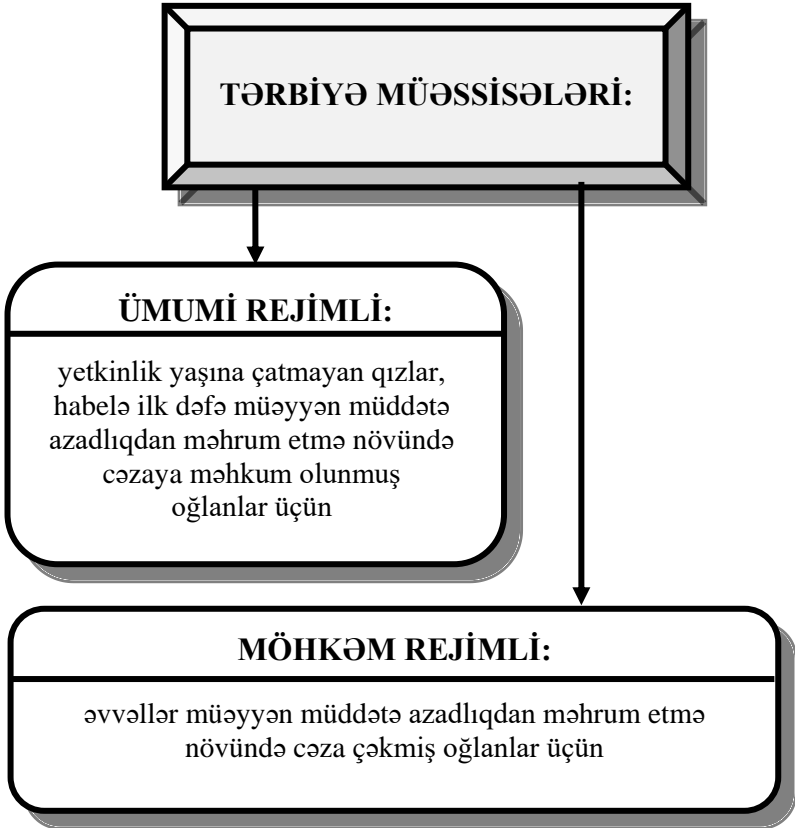 TƏRBİYƏ MÜƏSSİSƏLƏRİ:
ÜMUMİ REJİMLİ:
yetkinlik yaşına çatmayan qızlar,
habelə ilk dəfə müəyyən müddətə
azadlıqdan məhrum etmə növündə
cəzaya məhkum olunmuş
oğlanlar üçün
MÖHKƏM REJİMLİ:
əvvəllər müəyyən müddətə azadlıqdan məhrum etmə
növündə cəza çəkmiş oğlanlar üçün